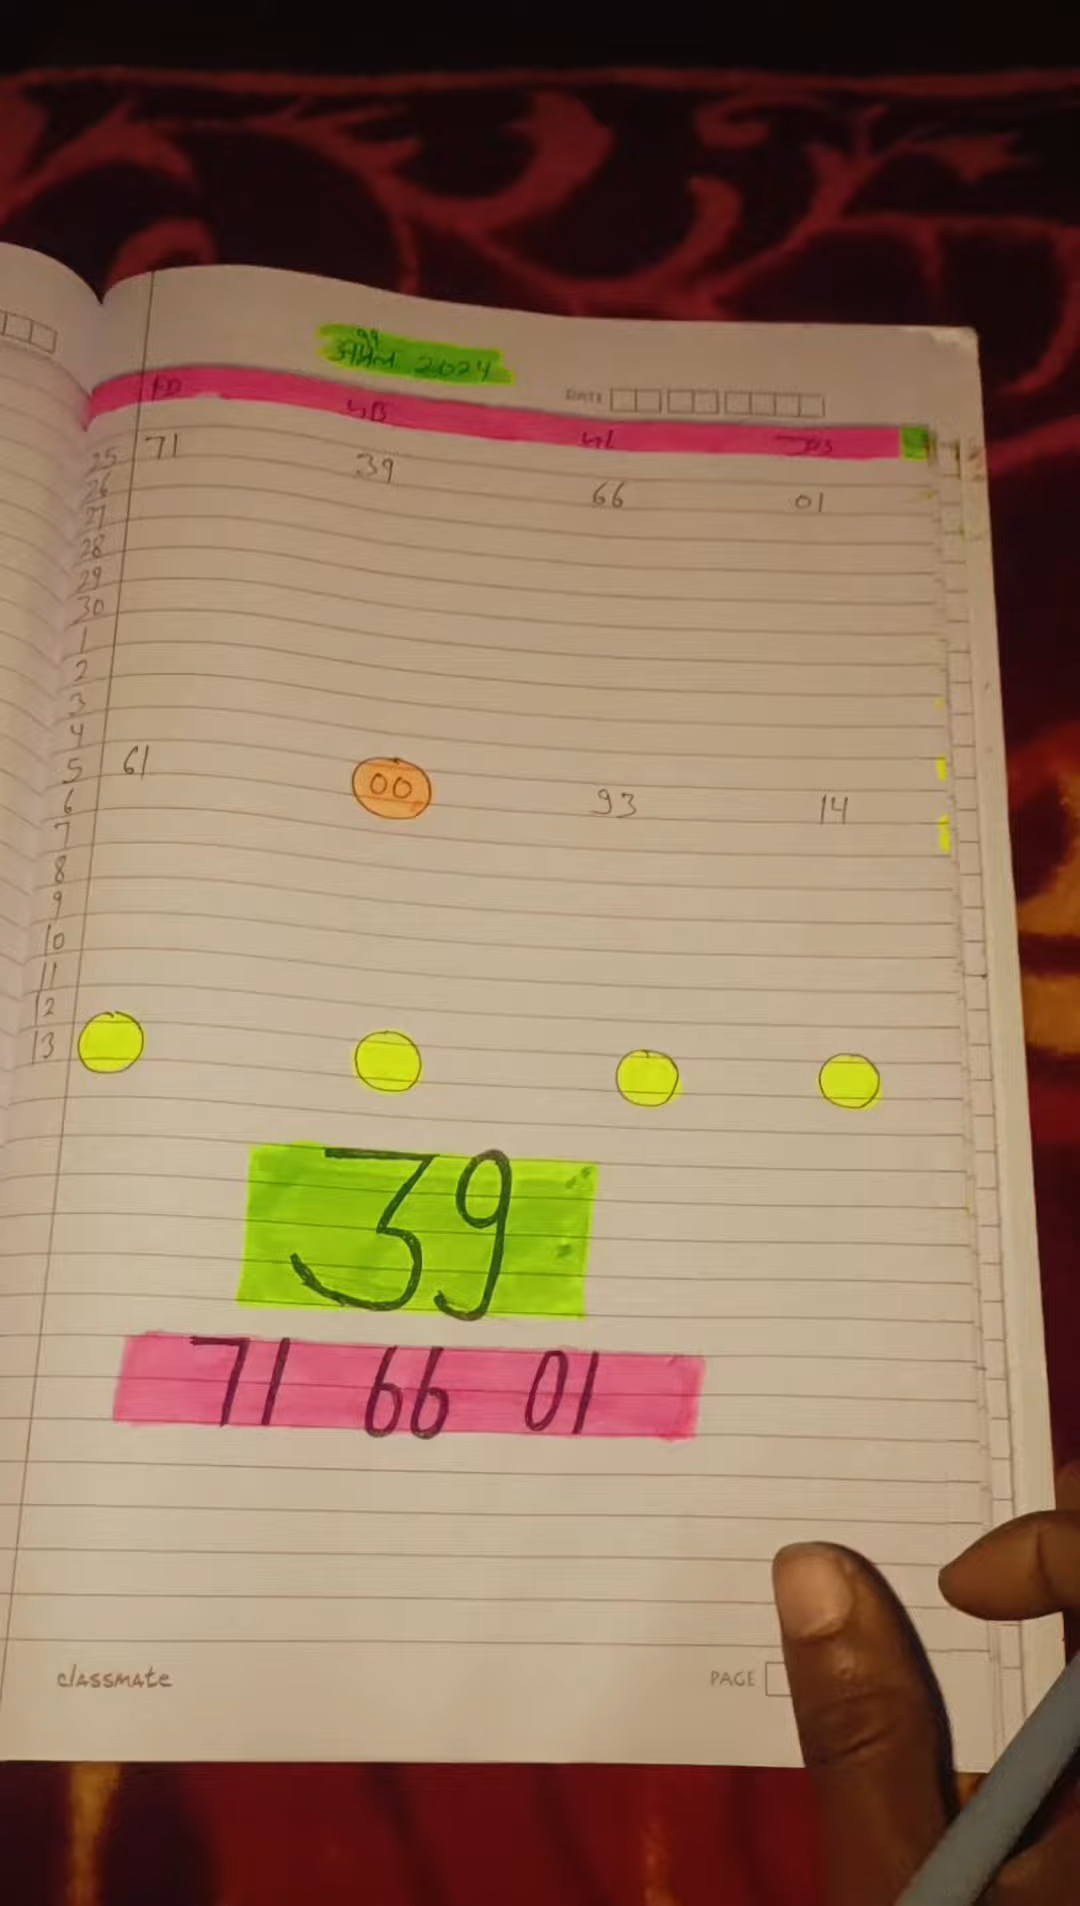 अप्रैल 2024
DATE
FD GB GL DS
25 71 39 66 01
26
27
28
29
30
1
2
3
4
5 61 00 93 14
6
7
8
9
10
11
12
13
39
71 66 01
classmate PAGE